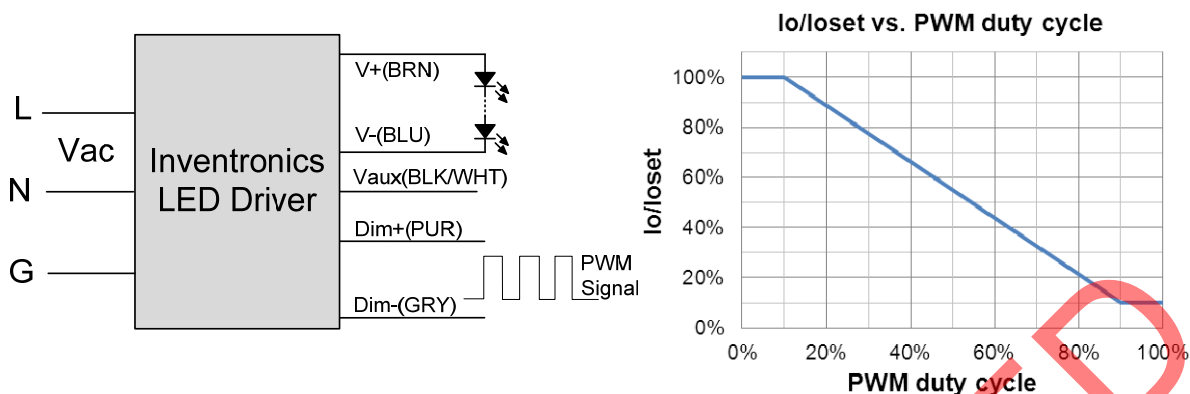 L
Vac
N
G
Inventronics
LED Driver
V+(BRN)
V-(BLU)
Vaux(BLK/WHT)
Dim+(PUR)
Dim-(GRY)
PWM
Signal
Io/Ioset vs. PWM duty cycle
Io/Ioset
100%
80%
60%
40%
20%
0%
0%
20%
40%
60%
80%
100%
PWM duty cycle
D